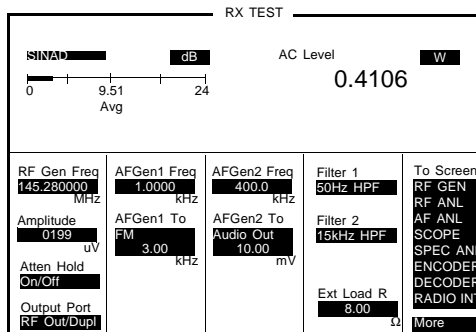 RX TEST
SINAD dB
AC Level W
0.4106
0 9.51 24
Avg
RF Gen Freq
145.280000
MHz
Amplitude
0199
uV
Atten Hold
On/Off
Output Port
RF Out/Dupl
AFGen1 Freq
1.0000
kHz
AFGen1 To
FM
3.00
kHz
AFGen2 Freq
400.0
kHz
AFGen2 To
Audio Out
10.00
mV
Filter 1
50Hz HPF
Filter 2
15kHz HPF
Ext Load R
8.00
Ω
To Screen
RF GEN
RF ANL
AF ANL
SCOPE
SPEC AN
ENCODER
DECODER
RADIO INT
More